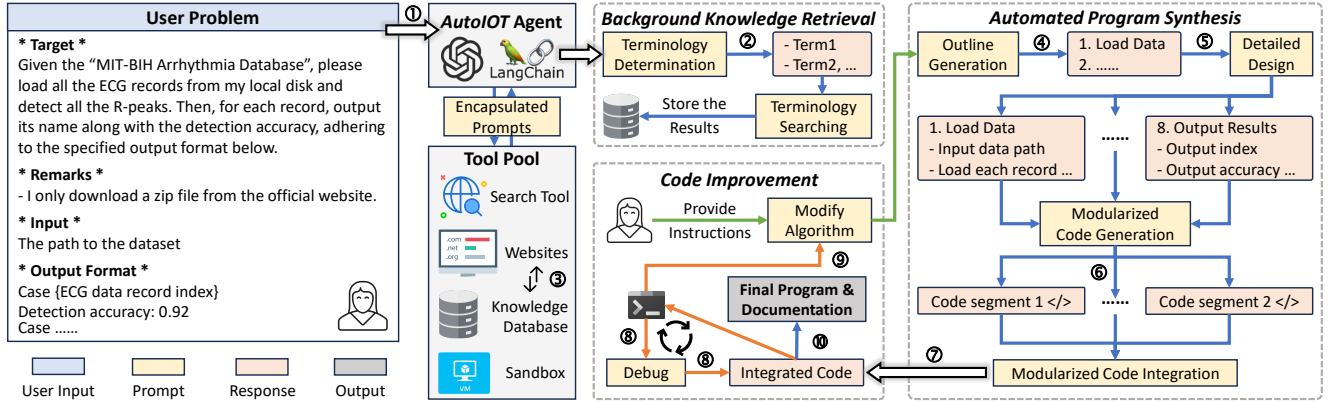 User Problem
* Target *
Given the “MIT-BIH Arrhythmia Database”, please
load all the ECG records from my local disk and
detect all the R-peaks. Then, for each record, output
its name along with the detection accuracy, adhering
to the specified output format below.
* Remarks *
- I only download a zip file from the official website.
* Input *
The path to the dataset
* Output Format *
Case {ECG data record index}
Detection accuracy: 0.92
Case ......
User Input
Prompt
Response
Output
①
AutoIOT Agent
LangChain
Encapsulated
Prompts
Tool Pool
Search Tool
.com
.net
.org
Websites
③
Knowledge
Database
VM
Sandbox
Background Knowledge Retrieval
Terminology
Determination
②
- Term1
- Term2, ...
Store the
Results
Terminology
Searching
Code Improvement
Provide
Instructions
Modify
Algorithm
⑨
Final Program &
Documentation
⑧
⑧
⑩
Debug
Integrated Code
Automated Program Synthesis
Outline
Generation
④
1. Load Data
2. ......
⑤
Detailed
Design
1. Load Data
- Input data path
- Load each record ...
......
8. Output Results
- Output index
- Output accuracy ...
Modularized
Code Generation
⑥
Code segment 1 </>
......
Code segment 2 </>
⑦
Modularized Code Integration